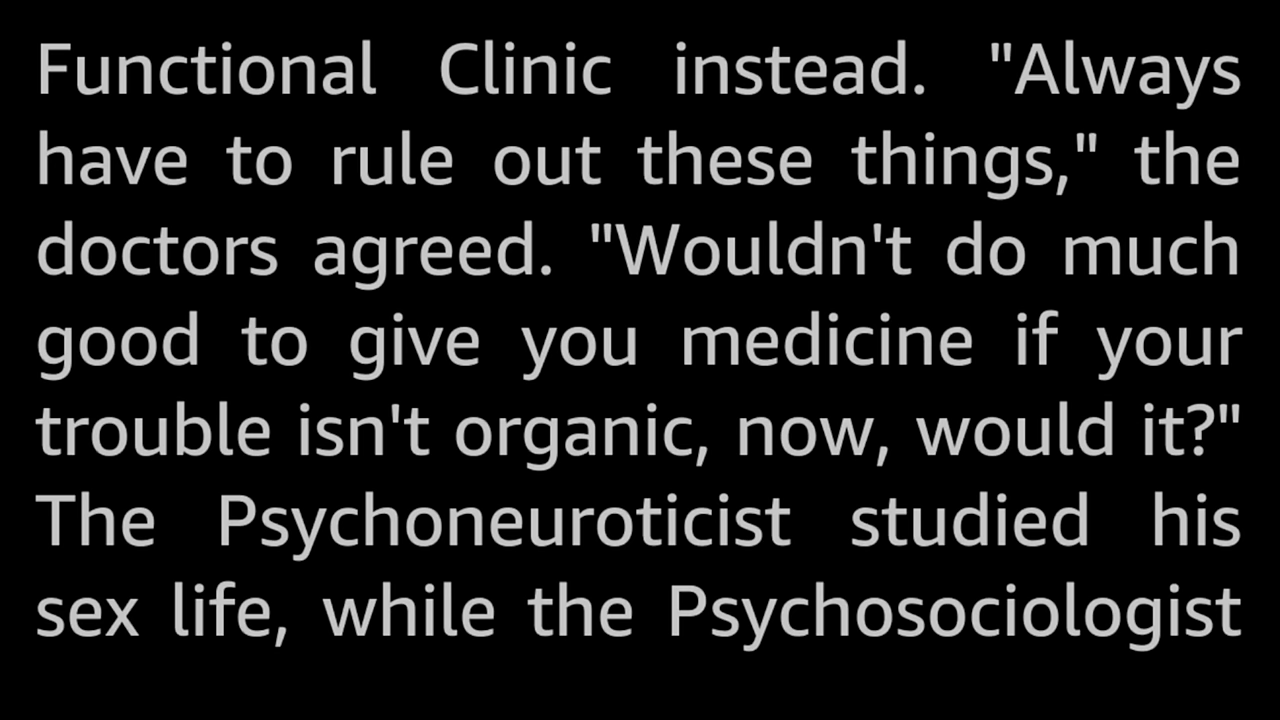 Functional Clinic instead. "Always
have to rule out these things," the
doctors agreed. "Wouldn't do much
good to give you medicine if your
trouble isn't organic, now, would it?"
The Psychoneuroticist studied his
sex life, while the Psychosociologist